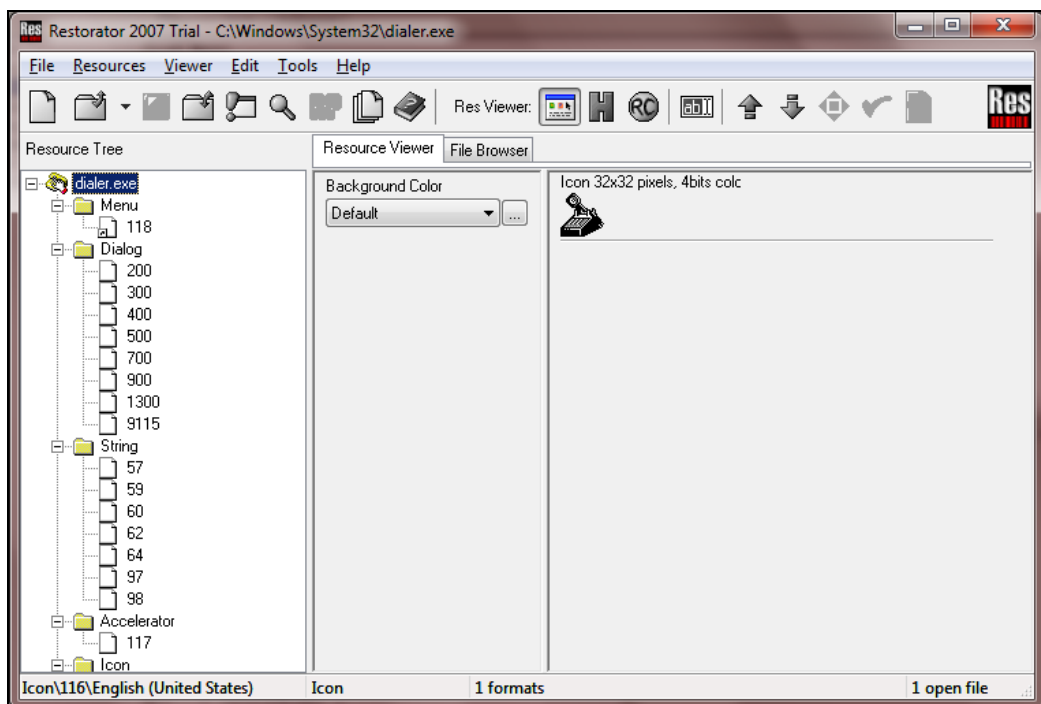 Res Restorator 2007 Trial - C:\Windows\System32\dialer.exe
File Resources Viewer Edit Tools Help
Res Viewer: RC ab Res
Resource Tree
Resource Viewer File Browser
dialer.exe
Menu
118
Dialog
200
300
400
500
700
900
1300
9115
String
57
59
60
62
64
97
98
Accelerator
117
Icon
Background Color
Default ...
Icon 32x32 pixels, 4bits colc
Icon\116\English (United States) Icon 1 formats 1 open file